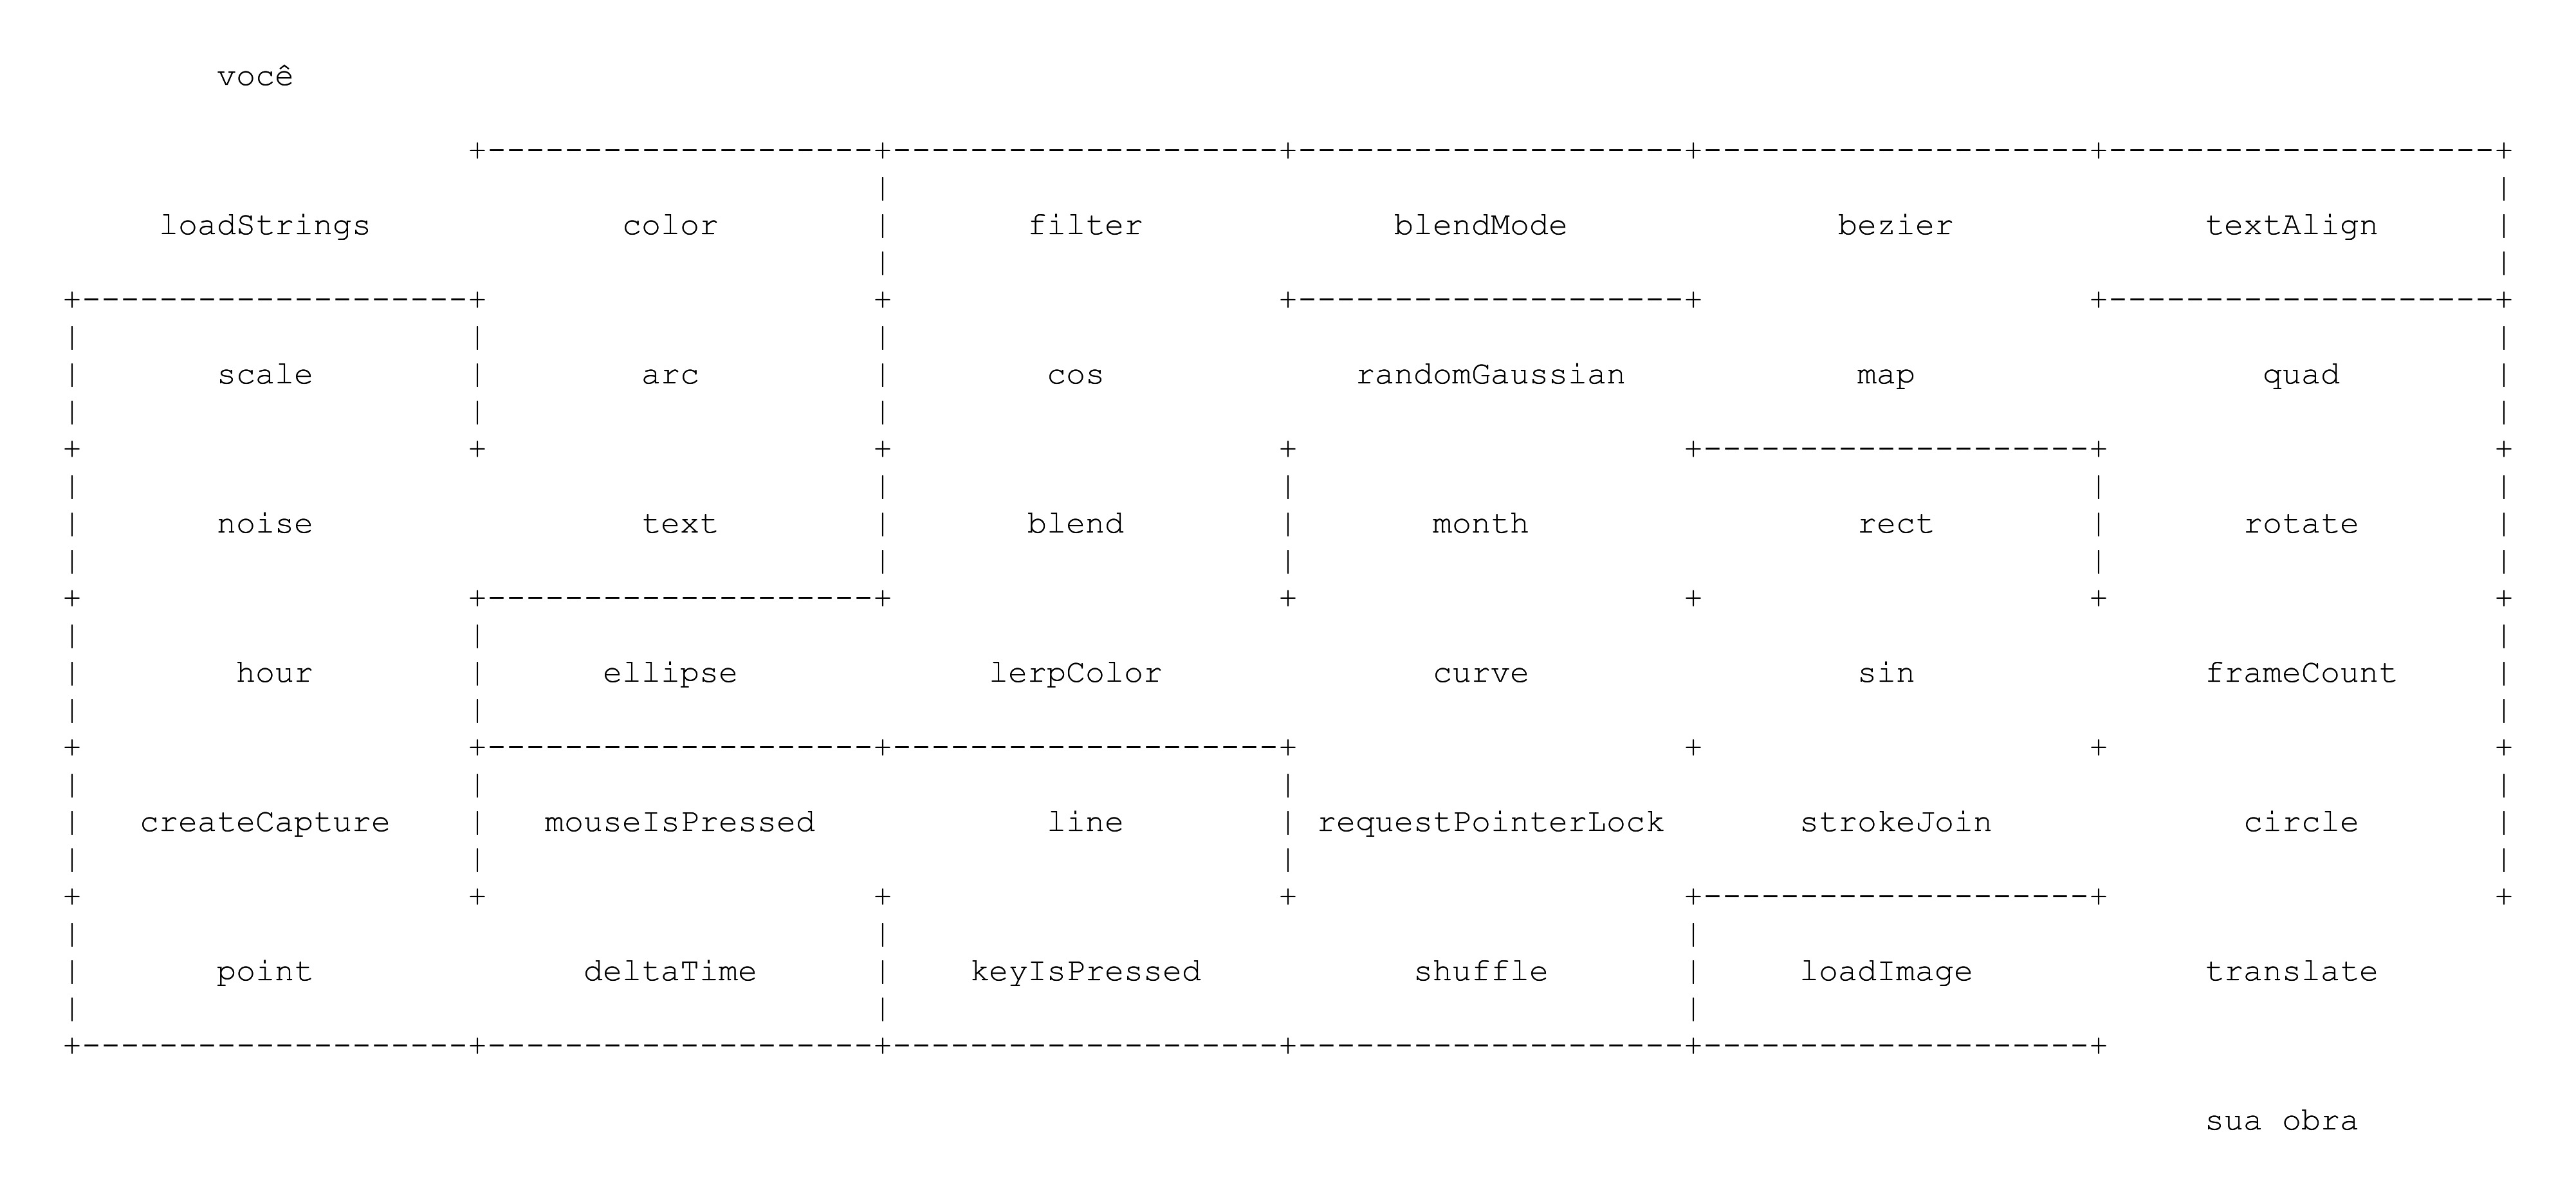 você
loadStrings color filter blendMode bezier textAlign
scale arc cos randomGaussian map quad
noise text blend month rect rotate
hour ellipse lerpColor curve sin frameCount
createCapture mouseIsPressed line requestPointerLock strokeJoin circle
point deltaTime keyIsPressed shuffle loadImage translate
sua obra